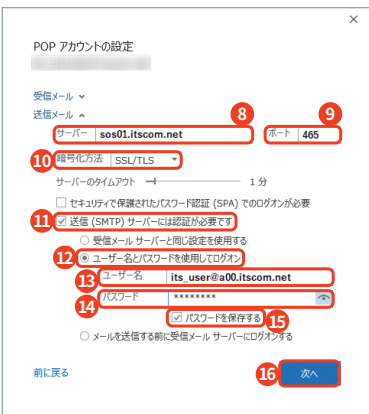 POP アカウントの設定
受信メール
送信メール
8 9
サーバー sos01.itscom.net ポート 465
10 暗号化方法 SSL/TLS
サーバーのタイムアウト 1 分
セキュリティで保護されたパスワード認証 (SPA) でのログオンが必要
11 送信 (SMTP) サーバーには認証が必要です
受信メール サーバーと同じ設定を使用する
12 ユーザー名とパスワードを使用してログオン
13 ユーザー名 its_user@a00.itscom.net
14 パスワード ********
パスワードを保存する 15
メールを送信する前に受信メール サーバーにログオンする
前に戻る 16 次へ